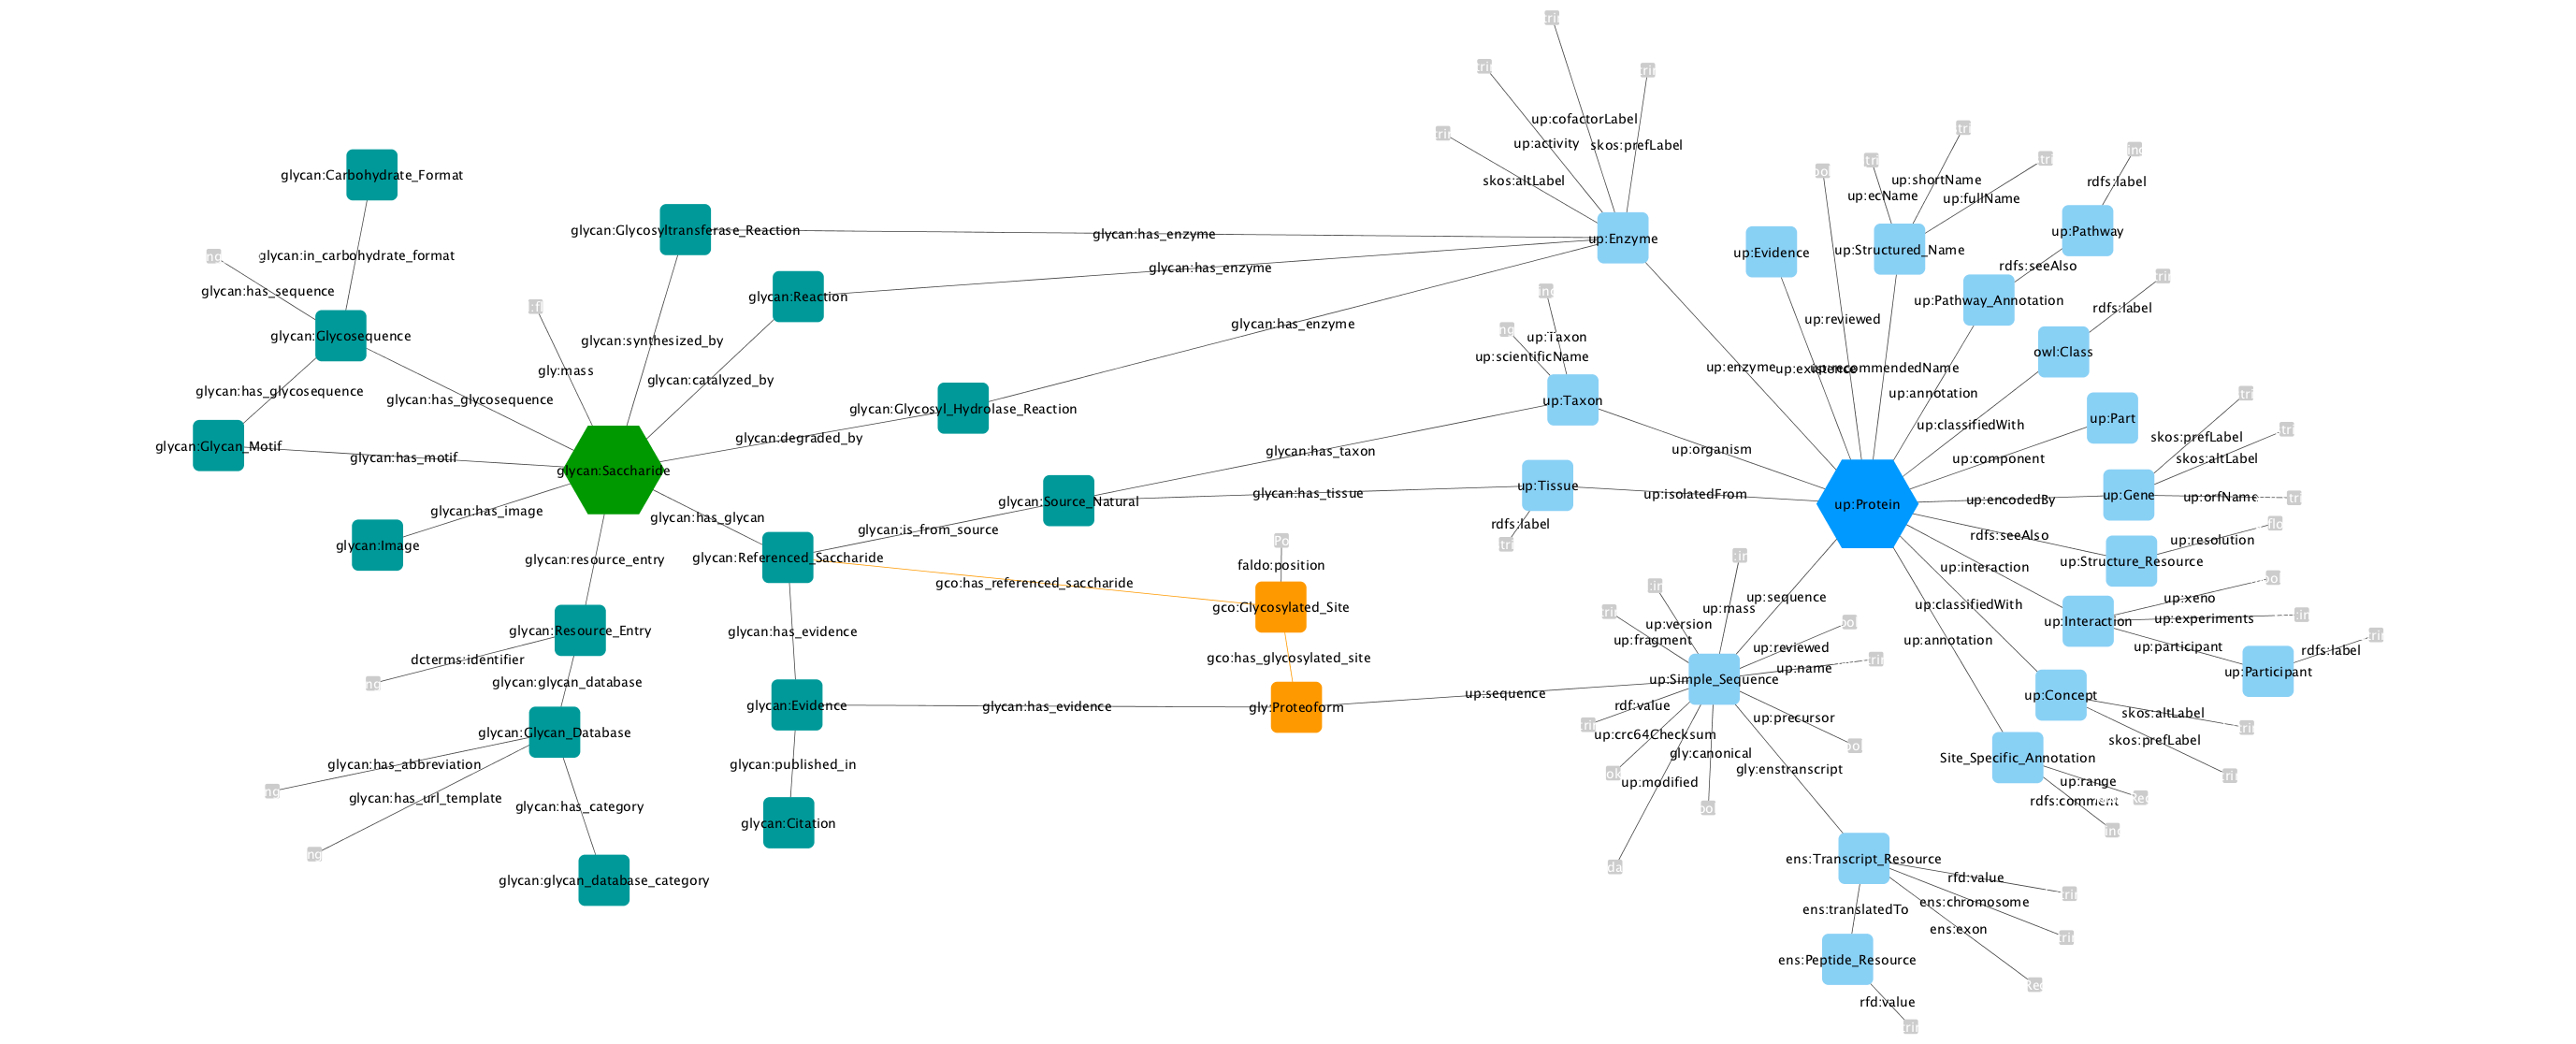 up:cofactorLabel
up:activity
skos:prefLabel
skos:altLabel
glycan:Carbohydrate_Format
glycan:in_carbohydrate_format
glycan:has_sequence
glycan:Glycosequence
glycan:has_glycosequence
glycan:has_glycosequence
glycan:Glycan_Motif
glycan:has_motif
glycan:Saccharide
glycan:has_image
glycan:Image
gly:mass
glycan:Glycosyltransferase_Reaction
glycan:synthesized_by
glycan:Reaction
glycan:catalyzed_by
glycan:Glycosyl_Hydrolase_Reaction
glycan:degraded_by
glycan:has_enzyme
glycan:has_enzyme
glycan:has_enzyme
up:Enzyme
up:enzyme
glycan:has_glycan
glycan:Referenced_Saccharide
glycan:is_from_source
glycan:Source_Natural
glycan:has_taxon
glycan:has_tissue
up:Taxon
up:scientificName
up:Taxon
up:organism
up:Tissue
rdfs:label
up:isolatedFrom
up:Protein
glycan:resource_entry
glycan:Resource_Entry
dcterms:identifier
glycan:glycan_database
glycan:Glycan_Database
glycan:has_abbreviation
glycan:has_url_template
glycan:has_category
glycan:glycan_database_category
glycan:has_evidence
glycan:Evidence
glycan:published_in
glycan:Citation
glycan:has_evidence
gco:has_referenced_saccharide
faldo:position
gco:Glycosylated_Site
gco:has_glycosylated_site
gly:Proteoform
up:sequence
up:Evidence
up:existence
up:reviewed
up:Structured_Name
up:ecName
up:shortName
up:fullName
up:recommendedName
up:Pathway
rdfs:label
rdfs:seeAlso
up:Pathway_Annotation
up:annotation
owl:Class
rdfs:label
up:classifiedWith
up:Part
up:component
up:Gene
skos:prefLabel
skos:altLabel
up:orfName
up:encodedBy
rdfs:seeAlso
up:Structure_Resource
up:resolution
up:interaction
up:Interaction
up:xeno
up:experiments
up:participant
up:Participant
rdfs:label
up:classifiedWith
up:Concept
skos:altLabel
skos:prefLabel
up:annotation
Site_Specific_Annotation
up:range
rdfs:comment
up:sequence
up:Simple_Sequence
up:mass
up:version
up:fragment
up:reviewed
up:name
up:precursor
rdf:value
up:crc64Checksum
up:modified
gly:canonical
gly:enstranscript
ens:Transcript_Resource
rfd:value
ens:chromosome
ens:exon
ens:translatedTo
ens:Peptide_Resource
rfd:value